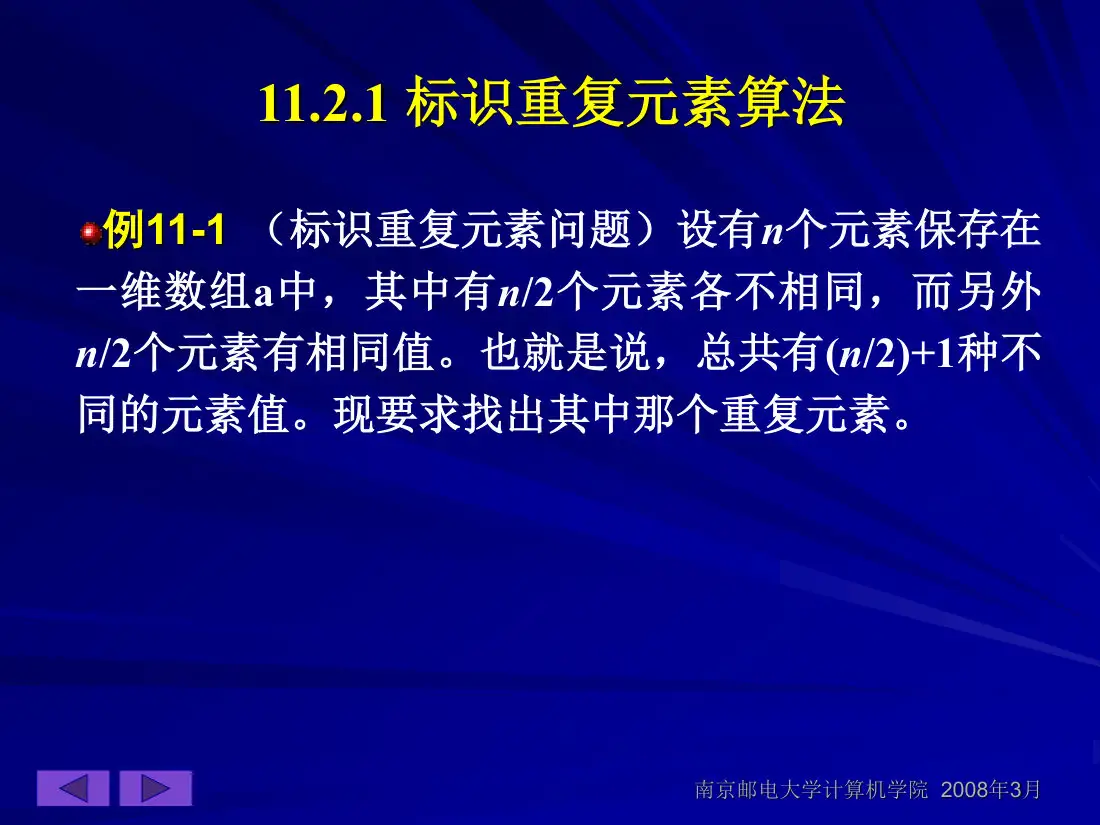 11.2.1 标识重复元素算法
例11-1 （标识重复元素问题）设有n个元素保存在
一维数组a中，其中有n/2个元素各不相同，而另外
n/2个元素有相同值。也就是说，总共有(n/2)+1种不
同的元素值。现要求找出其中那个重复元素。
南京邮电大学计算机学院 2008年3月